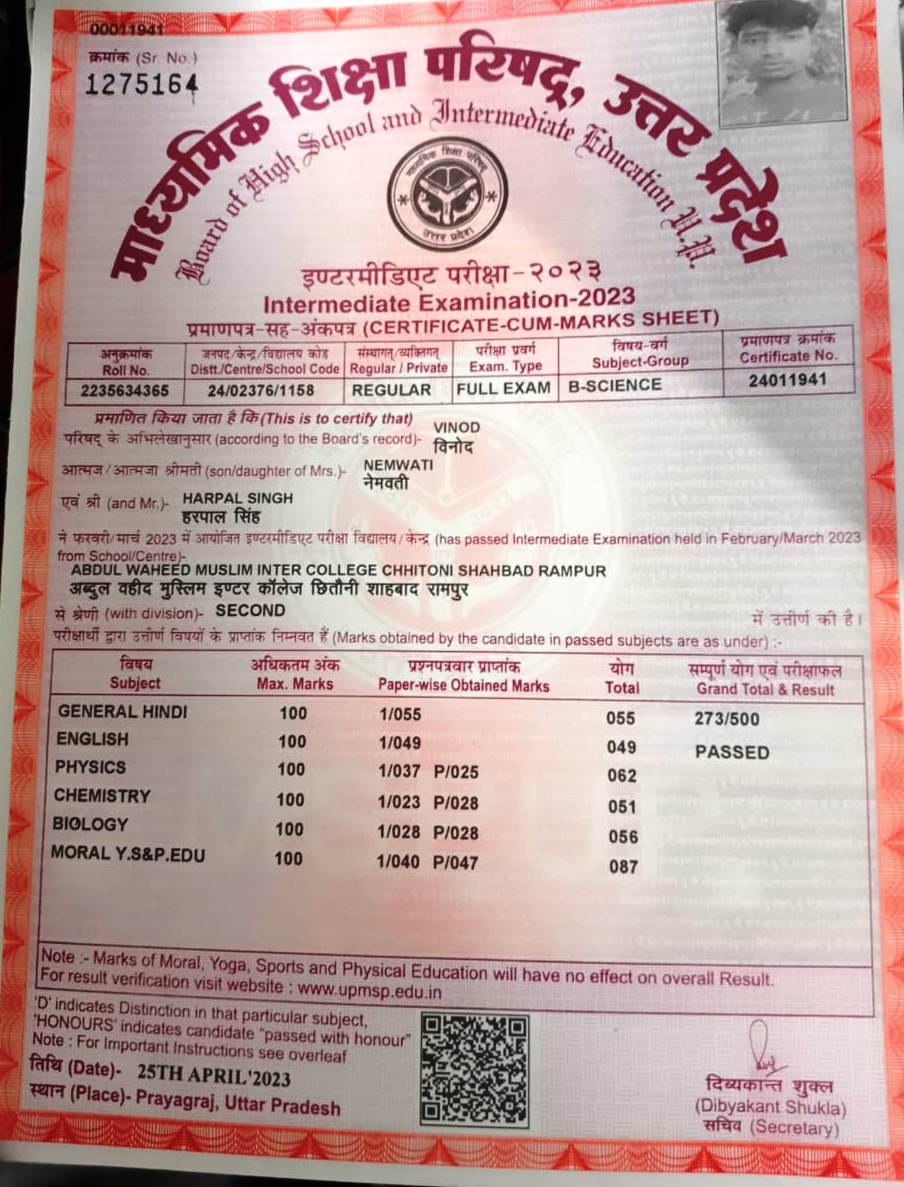 00011941
क्रमांक (Sr. No.)
1275164
माध्यमिक शिक्षा परिषद्, उत्तर प्रदेश
Board of High School and Intermediate Education U.P.
माध्यमिक शिक्षा परिषद्
उत्तर प्रदेश
इण्टरमीडिएट परीक्षा-२०२३
Intermediate Examination-2023
प्रमाणपत्र-सह-अंकपत्र (CERTIFICATE-CUM-MARKS SHEET)
अनुक्रमांक जनपद/केन्द्र/विद्यालय कोड संस्थागत/व्यक्तिगत परीक्षा प्रवर्ग विषय-वर्ग प्रमाणपत्र क्रमांक
Roll No. Distt./Centre/School Code Regular / Private Exam. Type Subject-Group Certificate No.
2235634365 24/02376/1158 REGULAR FULL EXAM B-SCIENCE 24011941
प्रमाणित किया जाता है कि (This is to certify that)
VINOD
परिषद् के अभिलेखानुसार (according to the Board's record)- विनोद
NEMWATI
आत्मज/आत्मजा श्रीमती (son/daughter of Mrs.)- नेमवती
एवं श्री (and Mr.)- HARPAL SINGH
हरपाल सिंह
ने फरवरी/मार्च 2023 में आयोजित इण्टरमीडिएट परीक्षा विद्यालय/केन्द्र (has passed Intermediate Examination held in February/March 2023
from School/Centre)-
ABDUL WAHEED MUSLIM INTER COLLEGE CHHITONI SHAHBAD RAMPUR
अब्दुल वहीद मुस्लिम इण्टर कॉलेज छितौनी शाहबाद रामपुर
से श्रेणी (with division)- SECOND में उत्तीर्ण की है।
परीक्षार्थी द्वारा उत्तीर्ण विषयों के प्राप्तांक निम्नवत हैं (Marks obtained by the candidate in passed subjects are as under) :-
विषय अधिकतम अंक प्रश्नपत्रवार प्राप्तांक योग सम्पूर्ण योग एवं परीक्षाफल
Subject Max. Marks Paper-wise Obtained Marks Total Grand Total & Result
GENERAL HINDI 100 1/055 055 273/500
ENGLISH 100 1/049 049 PASSED
PHYSICS 100 1/037 P/025 062
CHEMISTRY 100 1/023 P/028 051
BIOLOGY 100 1/028 P/028 056
MORAL Y.S&P.EDU 100 1/040 P/047 087
Note :- Marks of Moral, Yoga, Sports and Physical Education will have no effect on overall Result.
For result verification visit website : www.upmsp.edu.in
'D' indicates Distinction in that particular subject,
'HONOURS' indicates candidate "passed with honour"
Note : For Important Instructions see overleaf
तिथि (Date)- 25TH APRIL'2023
स्थान (Place)- Prayagraj, Uttar Pradesh
दिब्यकान्त शुक्ल
(Dibyakant Shukla)
सचिव (Secretary)